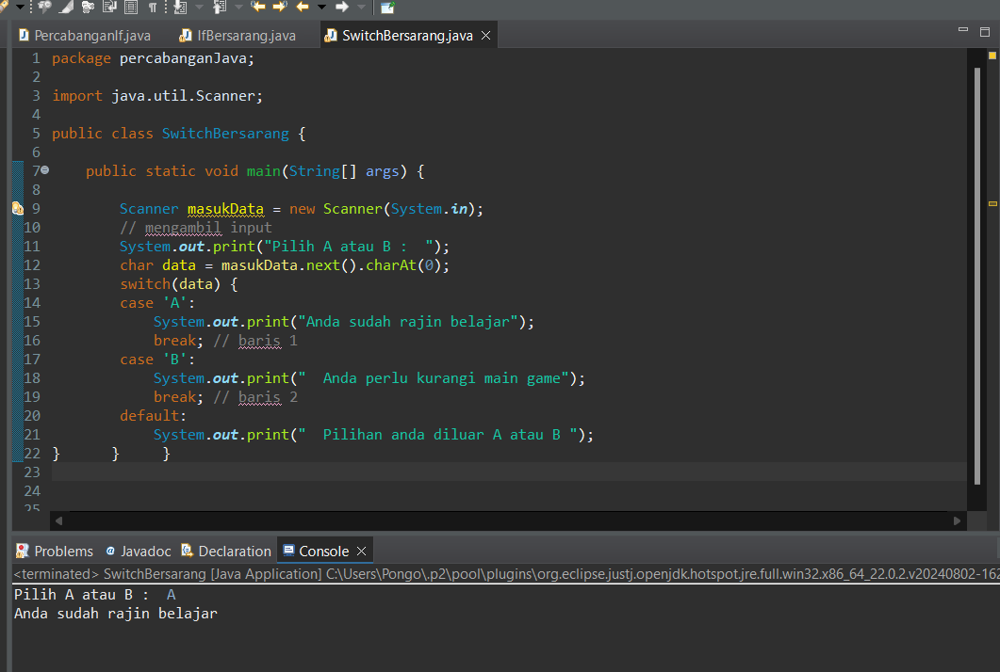 PercabanganIf.java IfBersarang.java SwitchBersarang.java
1 package percabanganJava;
2
3 import java.util.Scanner;
4
5 public class SwitchBersarang {
6
7 public static void main(String[] args) {
8
9 Scanner masukData = new Scanner(System.in);
10 // mengambil input
11 System.out.print("Pilih A atau B :  ");
12 char data = masukData.next().charAt(0);
13 switch(data) {
14 case 'A':
15 System.out.print("Anda sudah rajin belajar");
16 break; // baris 1
17 case 'B':
18 System.out.print("  Anda perlu kurangi main game");
19 break; // baris 2
20 default:
21 System.out.print("  Pilihan anda diluar A atau B ");
22 } } }
23
24
25
Problems Javadoc Declaration Console
<terminated> SwitchBersarang [Java Application] C:\Users\Pongo\.p2\pool\plugins\org.eclipse.justj.openjdk.hotspot.jre.full.win32.x86_64_22.0.2.v20240802-162
Pilih A atau B :  A
Anda sudah rajin belajar